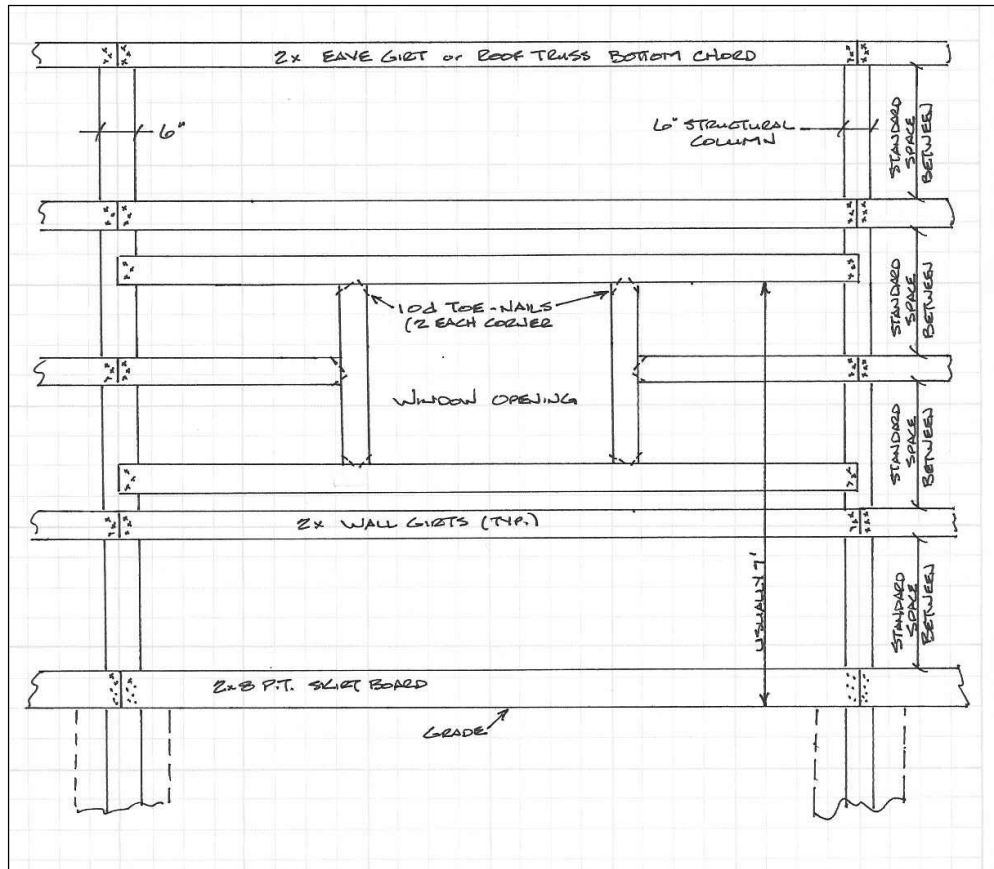 2x EAVE GIRT or ROOF TRUSS BOTTOM CHORD
6"
6" STRUCTURAL
COLUMN
STANDARD
SPACE
BETWEEN
10d TOE-NAILS
(2 EACH CORNER
STANDARD
SPACE
BETWEEN
WINDOW OPENING
STANDARD
SPACE
BETWEEN
2x WALL GIRTS (TYP.)
USUALLY 7'
STANDARD
SPACE
BETWEEN
2x8 P.T. SKIRT BOARD
GRADE